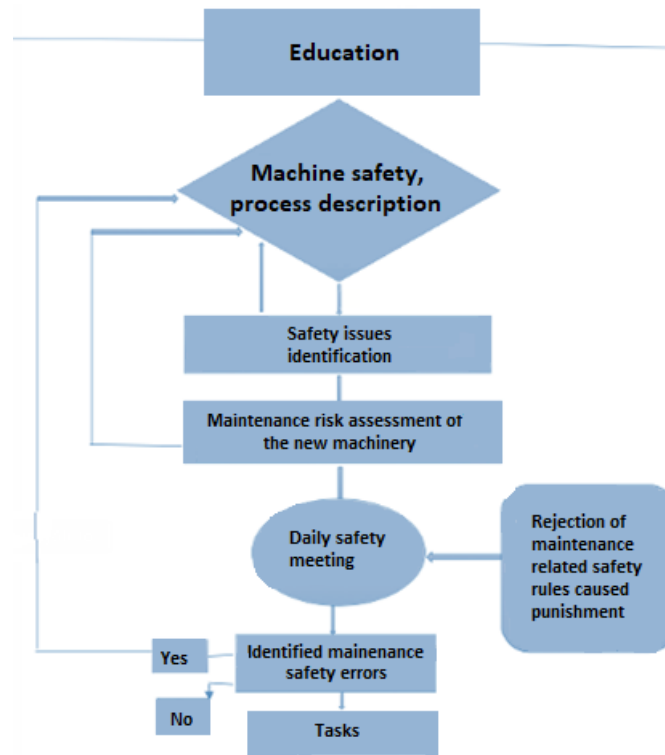 Education
Machine safety,
process description
Safety issues
identification
Maintenance risk assessment of
the new machinery
Daily safety
meeting
Rejection of
maintenance
related safety
rules caused
punishment
Identified mainenance
safety errors
Yes
No
Tasks